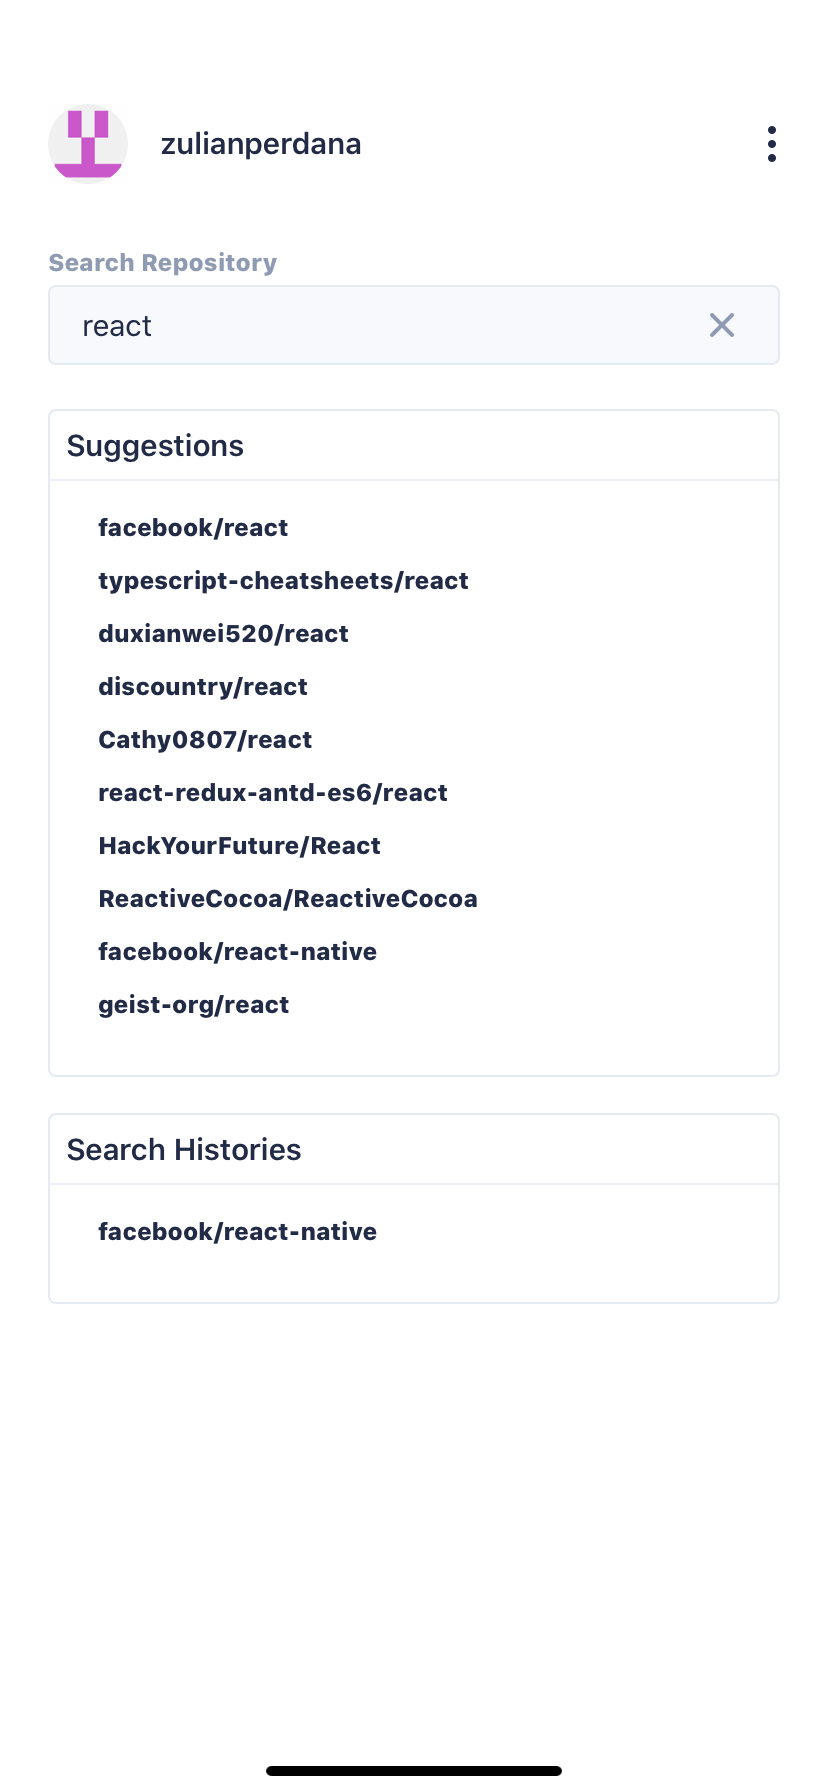 zulianperdana
Search Repository
react
Suggestions
facebook/react
typescript-cheatsheets/react
duxianwei520/react
discountry/react
Cathy0807/react
react-redux-antd-es6/react
HackYourFuture/React
ReactiveCocoa/ReactiveCocoa
facebook/react-native
geist-org/react
Search Histories
facebook/react-native